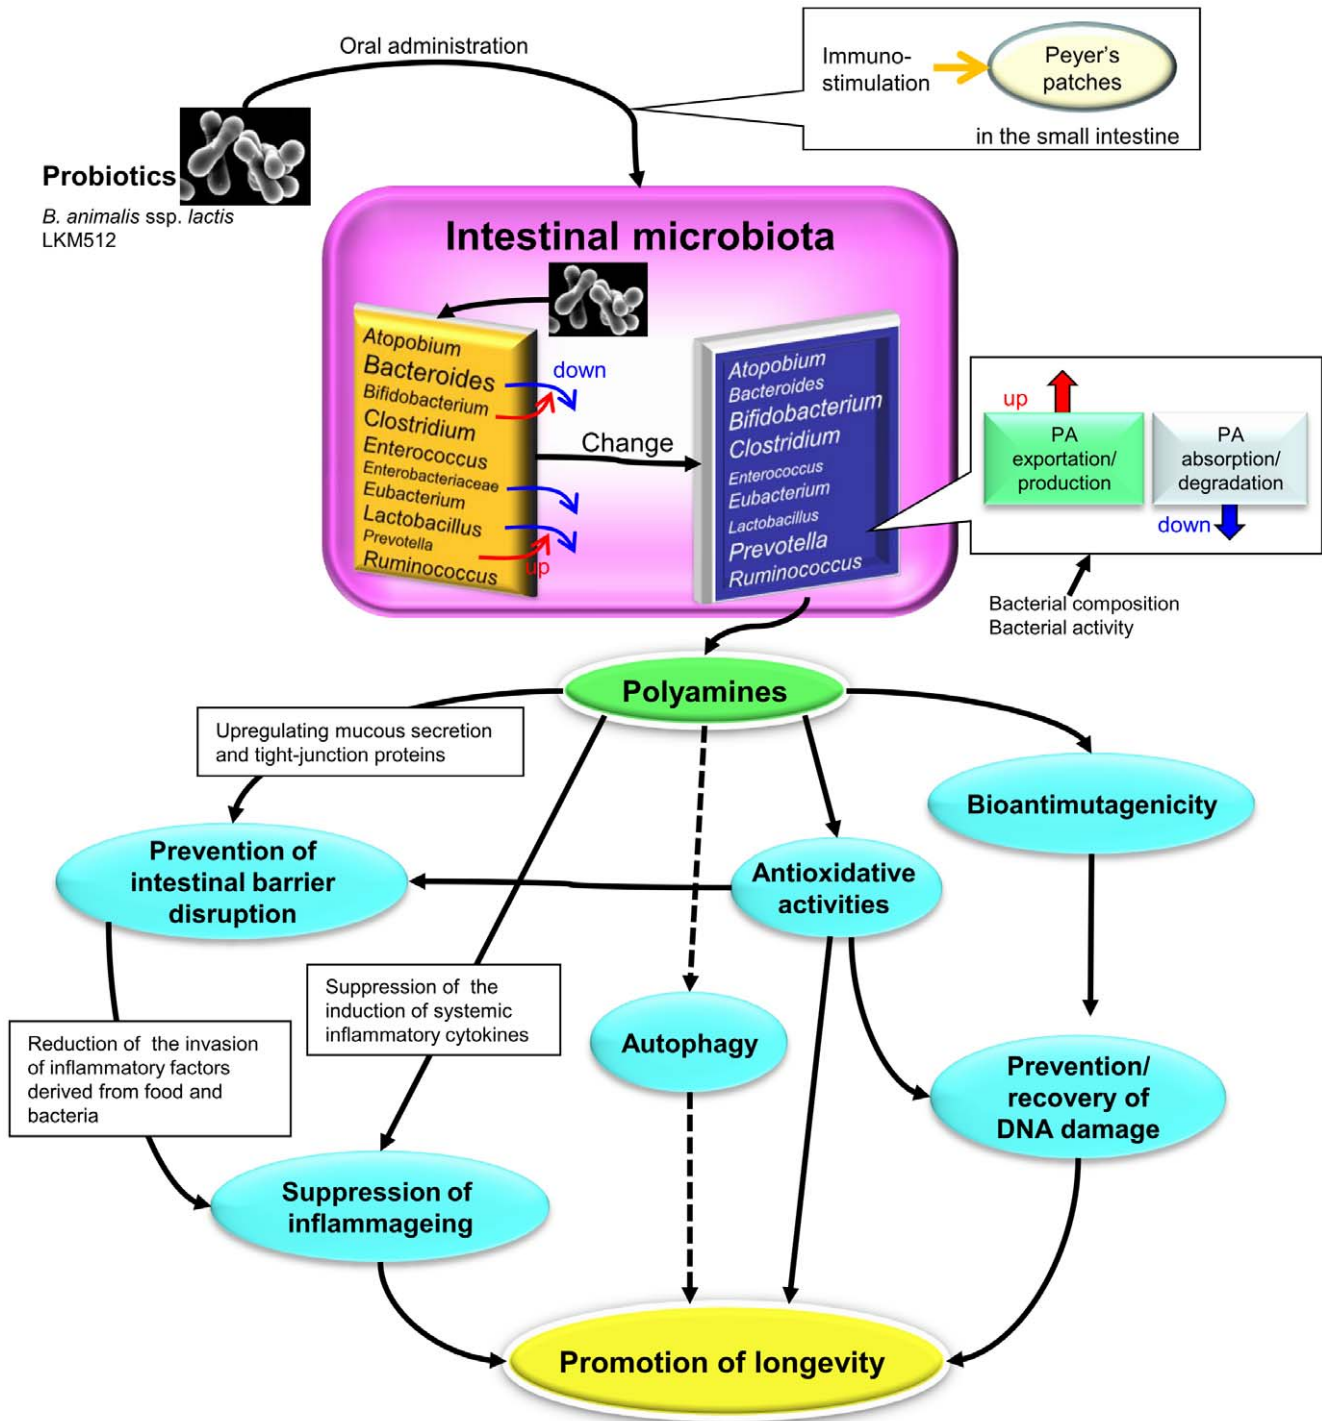 Oral administration
Immuno-
stimulation
Peyer's
patches
in the small intestine
Probiotics
B. animalis ssp. lactis
LKM512
Intestinal microbiota
Atopobium
Bacteroides
Bifidobacterium
Clostridium
Enterococcus
Enterobacteriaceae
Eubacterium
Lactobacillus
Prevotella
Ruminococcus
down
up
Change
Atopobium
Bacteroides
Bifidobacterium
Clostridium
Enterococcus
Eubacterium
Lactobacillus
Prevotella
Ruminococcus
up
PA
exportation/
production
PA
absorption/
degradation
down
Bacterial composition
Bacterial activity
Polyamines
Upregulating mucous secretion
and tight-junction proteins
Bioantimutagenicity
Prevention of
intestinal barrier
disruption
Antioxidative
activities
Suppression of the
induction of systemic
inflammatory cytokines
Autophagy
Reduction of the invasion
of inflammatory factors
derived from food and
bacteria
Prevention/
recovery of
DNA damage
Suppression of
inflammageing
Promotion of longevity